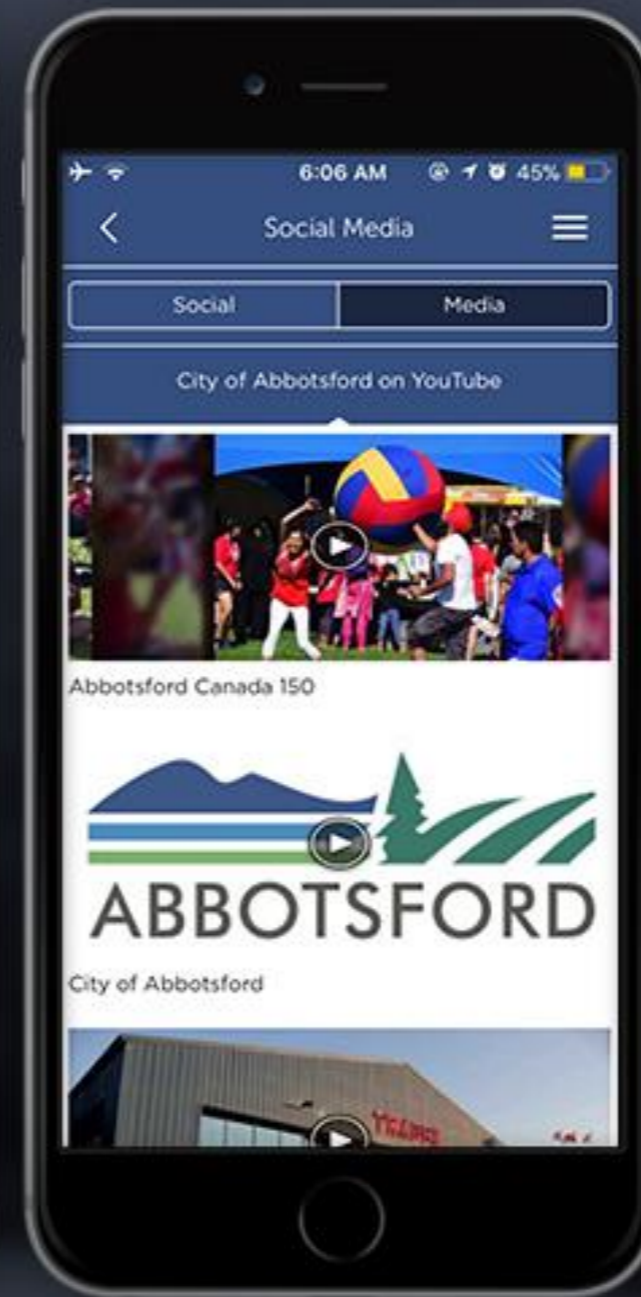 6:06 AM 45%
Social Media
Social Media
City of Abbotsford on YouTube
Abbotsford Canada 150
ABBOTSFORD
City of Abbotsford